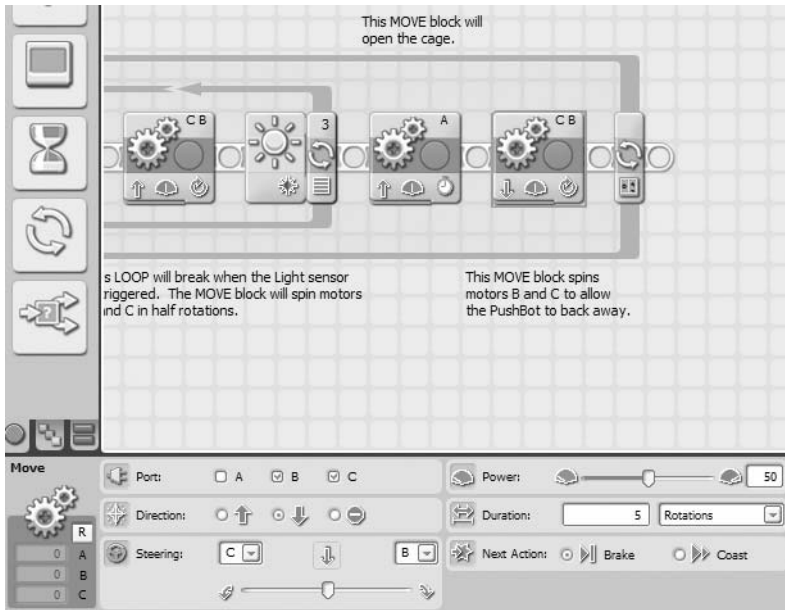 This MOVE block will
open the cage.
C B
3
A
C B
s LOOP will break when the Light sensor
riggered. The MOVE block will spin motors
nd C in half rotations.
This MOVE block spins
motors B and C to allow
the PushBot to back away.
Move
R
0 A
0 B
0 C
Port: A B C
Direction:
Steering: C B
Power: 50
Duration: 5 Rotations
Next Action: Brake Coast